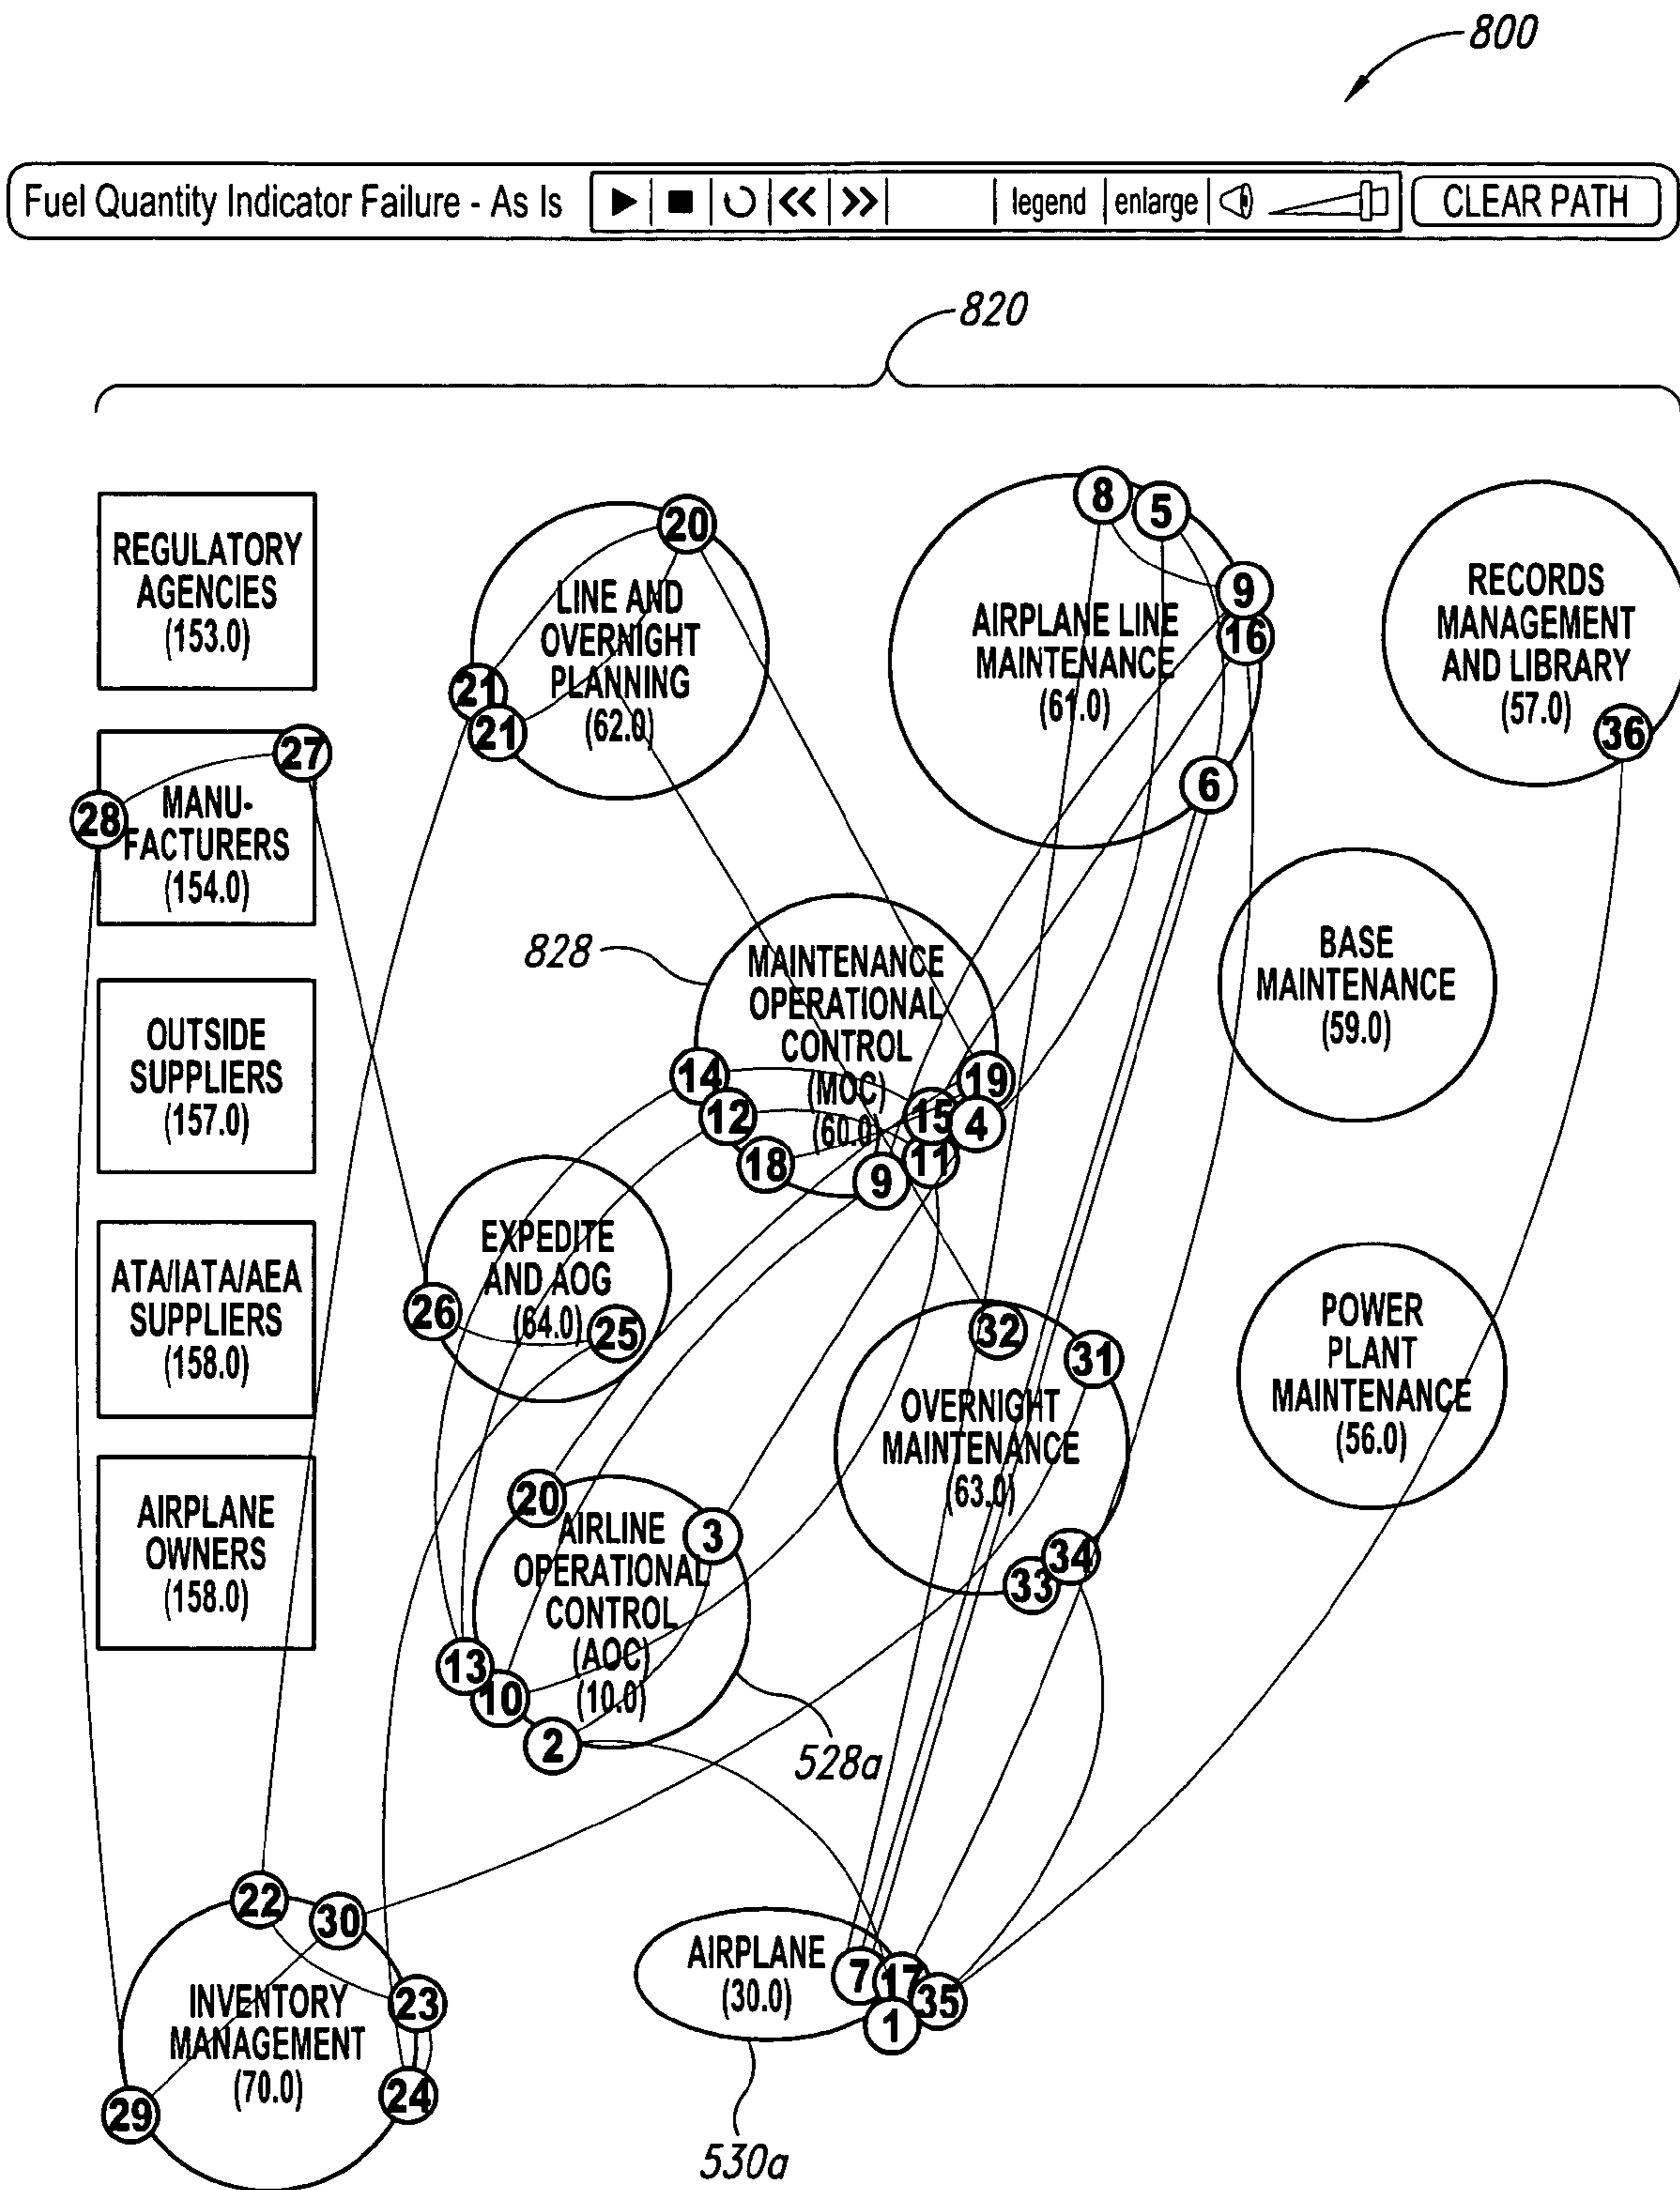 800
Fuel Quantity Indicator Failure - As Is
legend
enlarge
CLEAR PATH
820
REGULATORY
AGENCIES
(153.0)
27
28
MANU-
FACTURERS
(154.0)
OUTSIDE
SUPPLIERS
(157.0)
ATA/IATA/AEA
SUPPLIERS
(158.0)
AIRPLANE
OWNERS
(158.0)
20
LINE AND
OVERNIGHT
PLANNING
(62.0)
21
21
8
5
9
16
AIRPLANE LINE
MAINTENANCE
(61.0)
6
RECORDS
MANAGEMENT
AND LIBRARY
(57.0)
36
828
MAINTENANCE
OPERATIONAL
CONTROL
(MOC)
(60.0)
14
12
18
19
15
4
11
9
BASE
MAINTENANCE
(59.0)
EXPEDITE
AND AOG
(64.0)
26
25
32
31
OVERNIGHT
MAINTENANCE
(63.0)
34
33
POWER
PLANT
MAINTENANCE
(56.0)
20
3
AIRLINE
OPERATIONAL
CONTROL
(AOC)
(10.0)
13
10
2
528a
22
30
23
INVENTORY
MANAGEMENT
(70.0)
24
29
AIRPLANE
(30.0)
7
17
35
1
530a